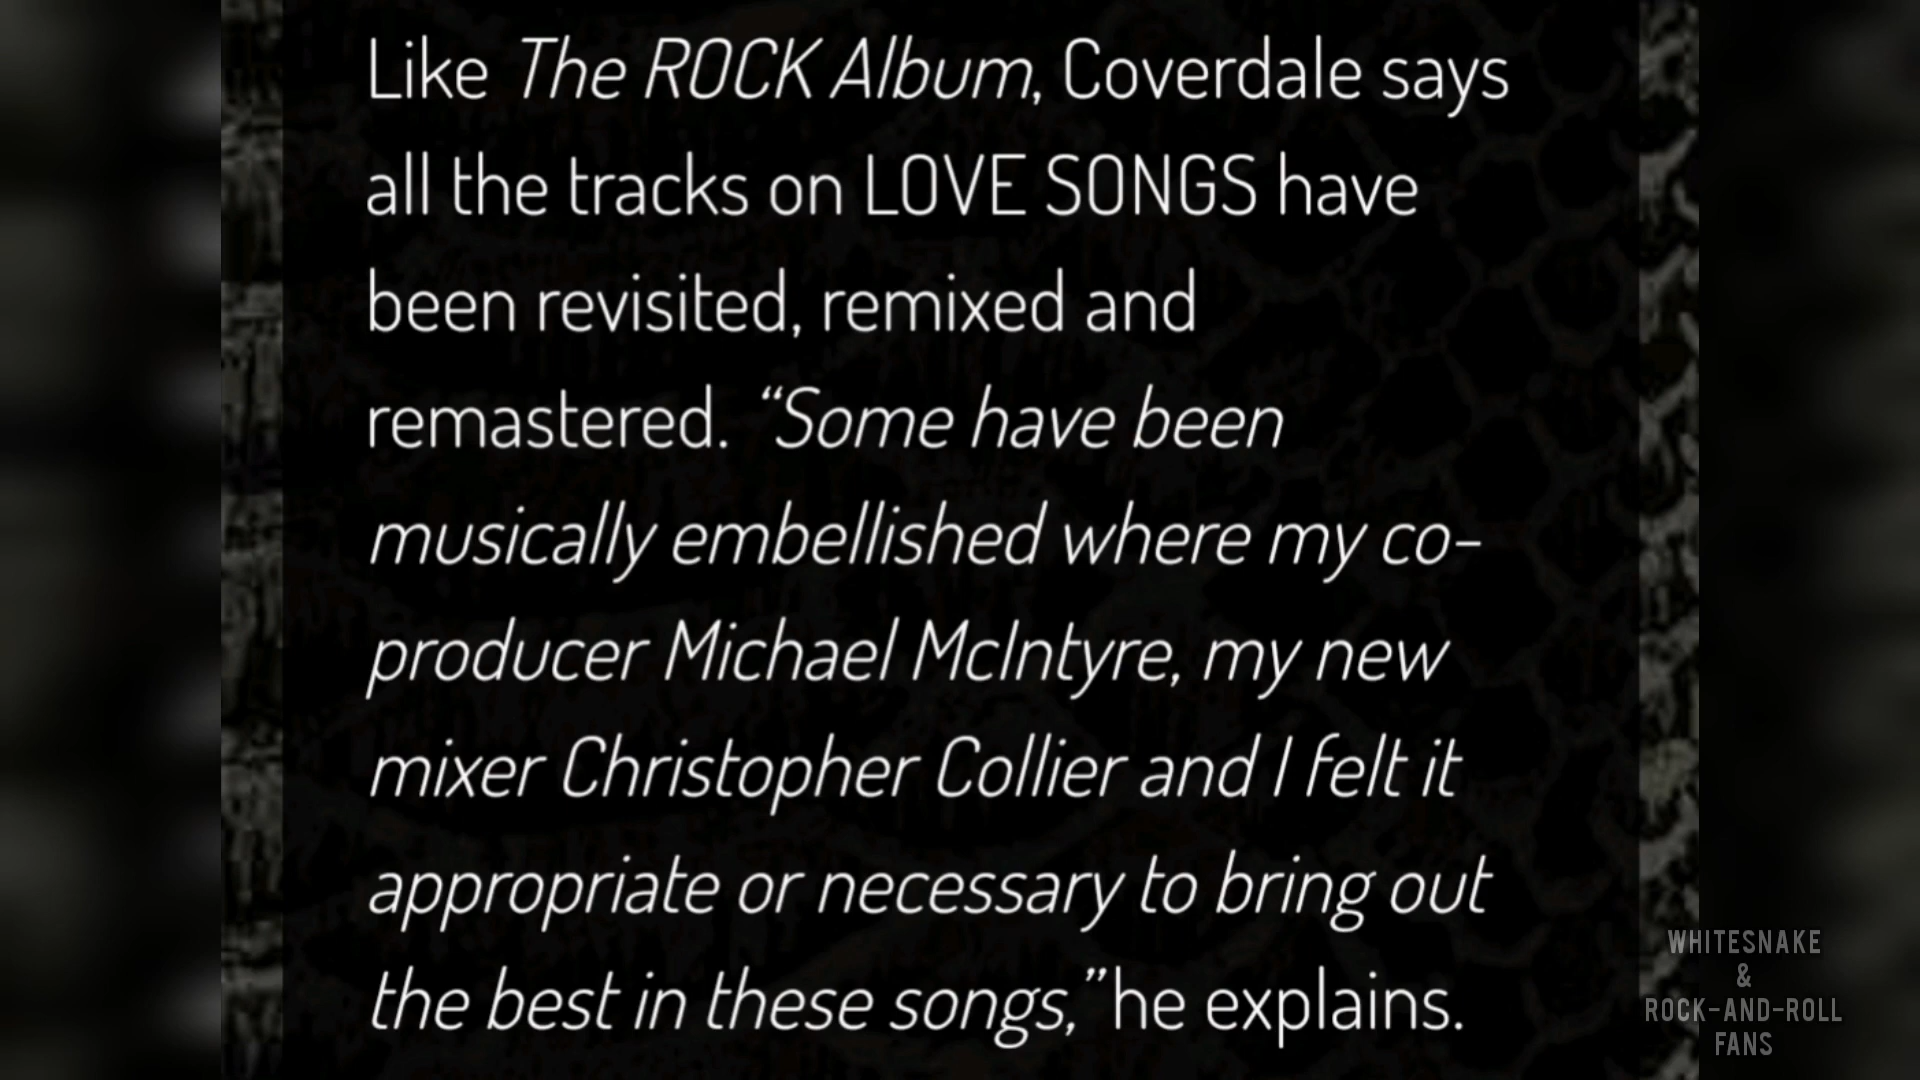 Like The ROCK Album, Coverdale says
all the tracks on LOVE SONGS have
been revisited, remixed and
remastered. “Some have been
musically embellished where my co-
producer Michael McIntyre, my new
mixer Christopher Collier and I felt it
appropriate or necessary to bring out
the best in these songs,” he explains.
WHITESNAKE
&
ROCK-AND-ROLL
FANS